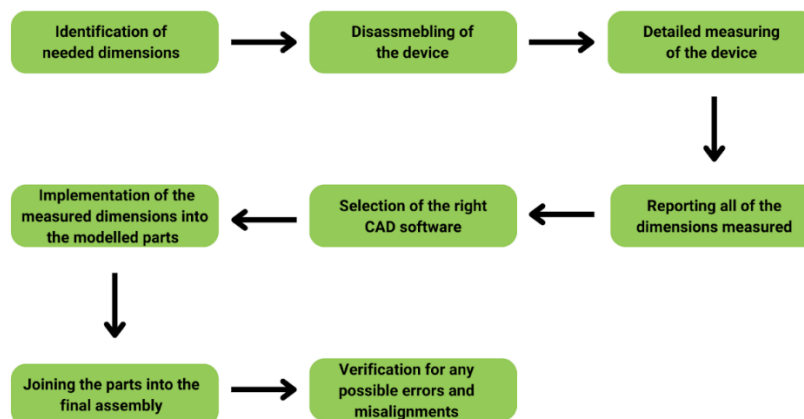 Identification of
needed dimensions
Disassmebling of
the device
Detailed measuring
of the device
Reporting all of the
dimensions measured
Selection of the right
CAD software
Implementation of the
measured dimensions into
the modelled parts
Joining the parts into the
final assembly
Verification for any
possible errors and
misalignments